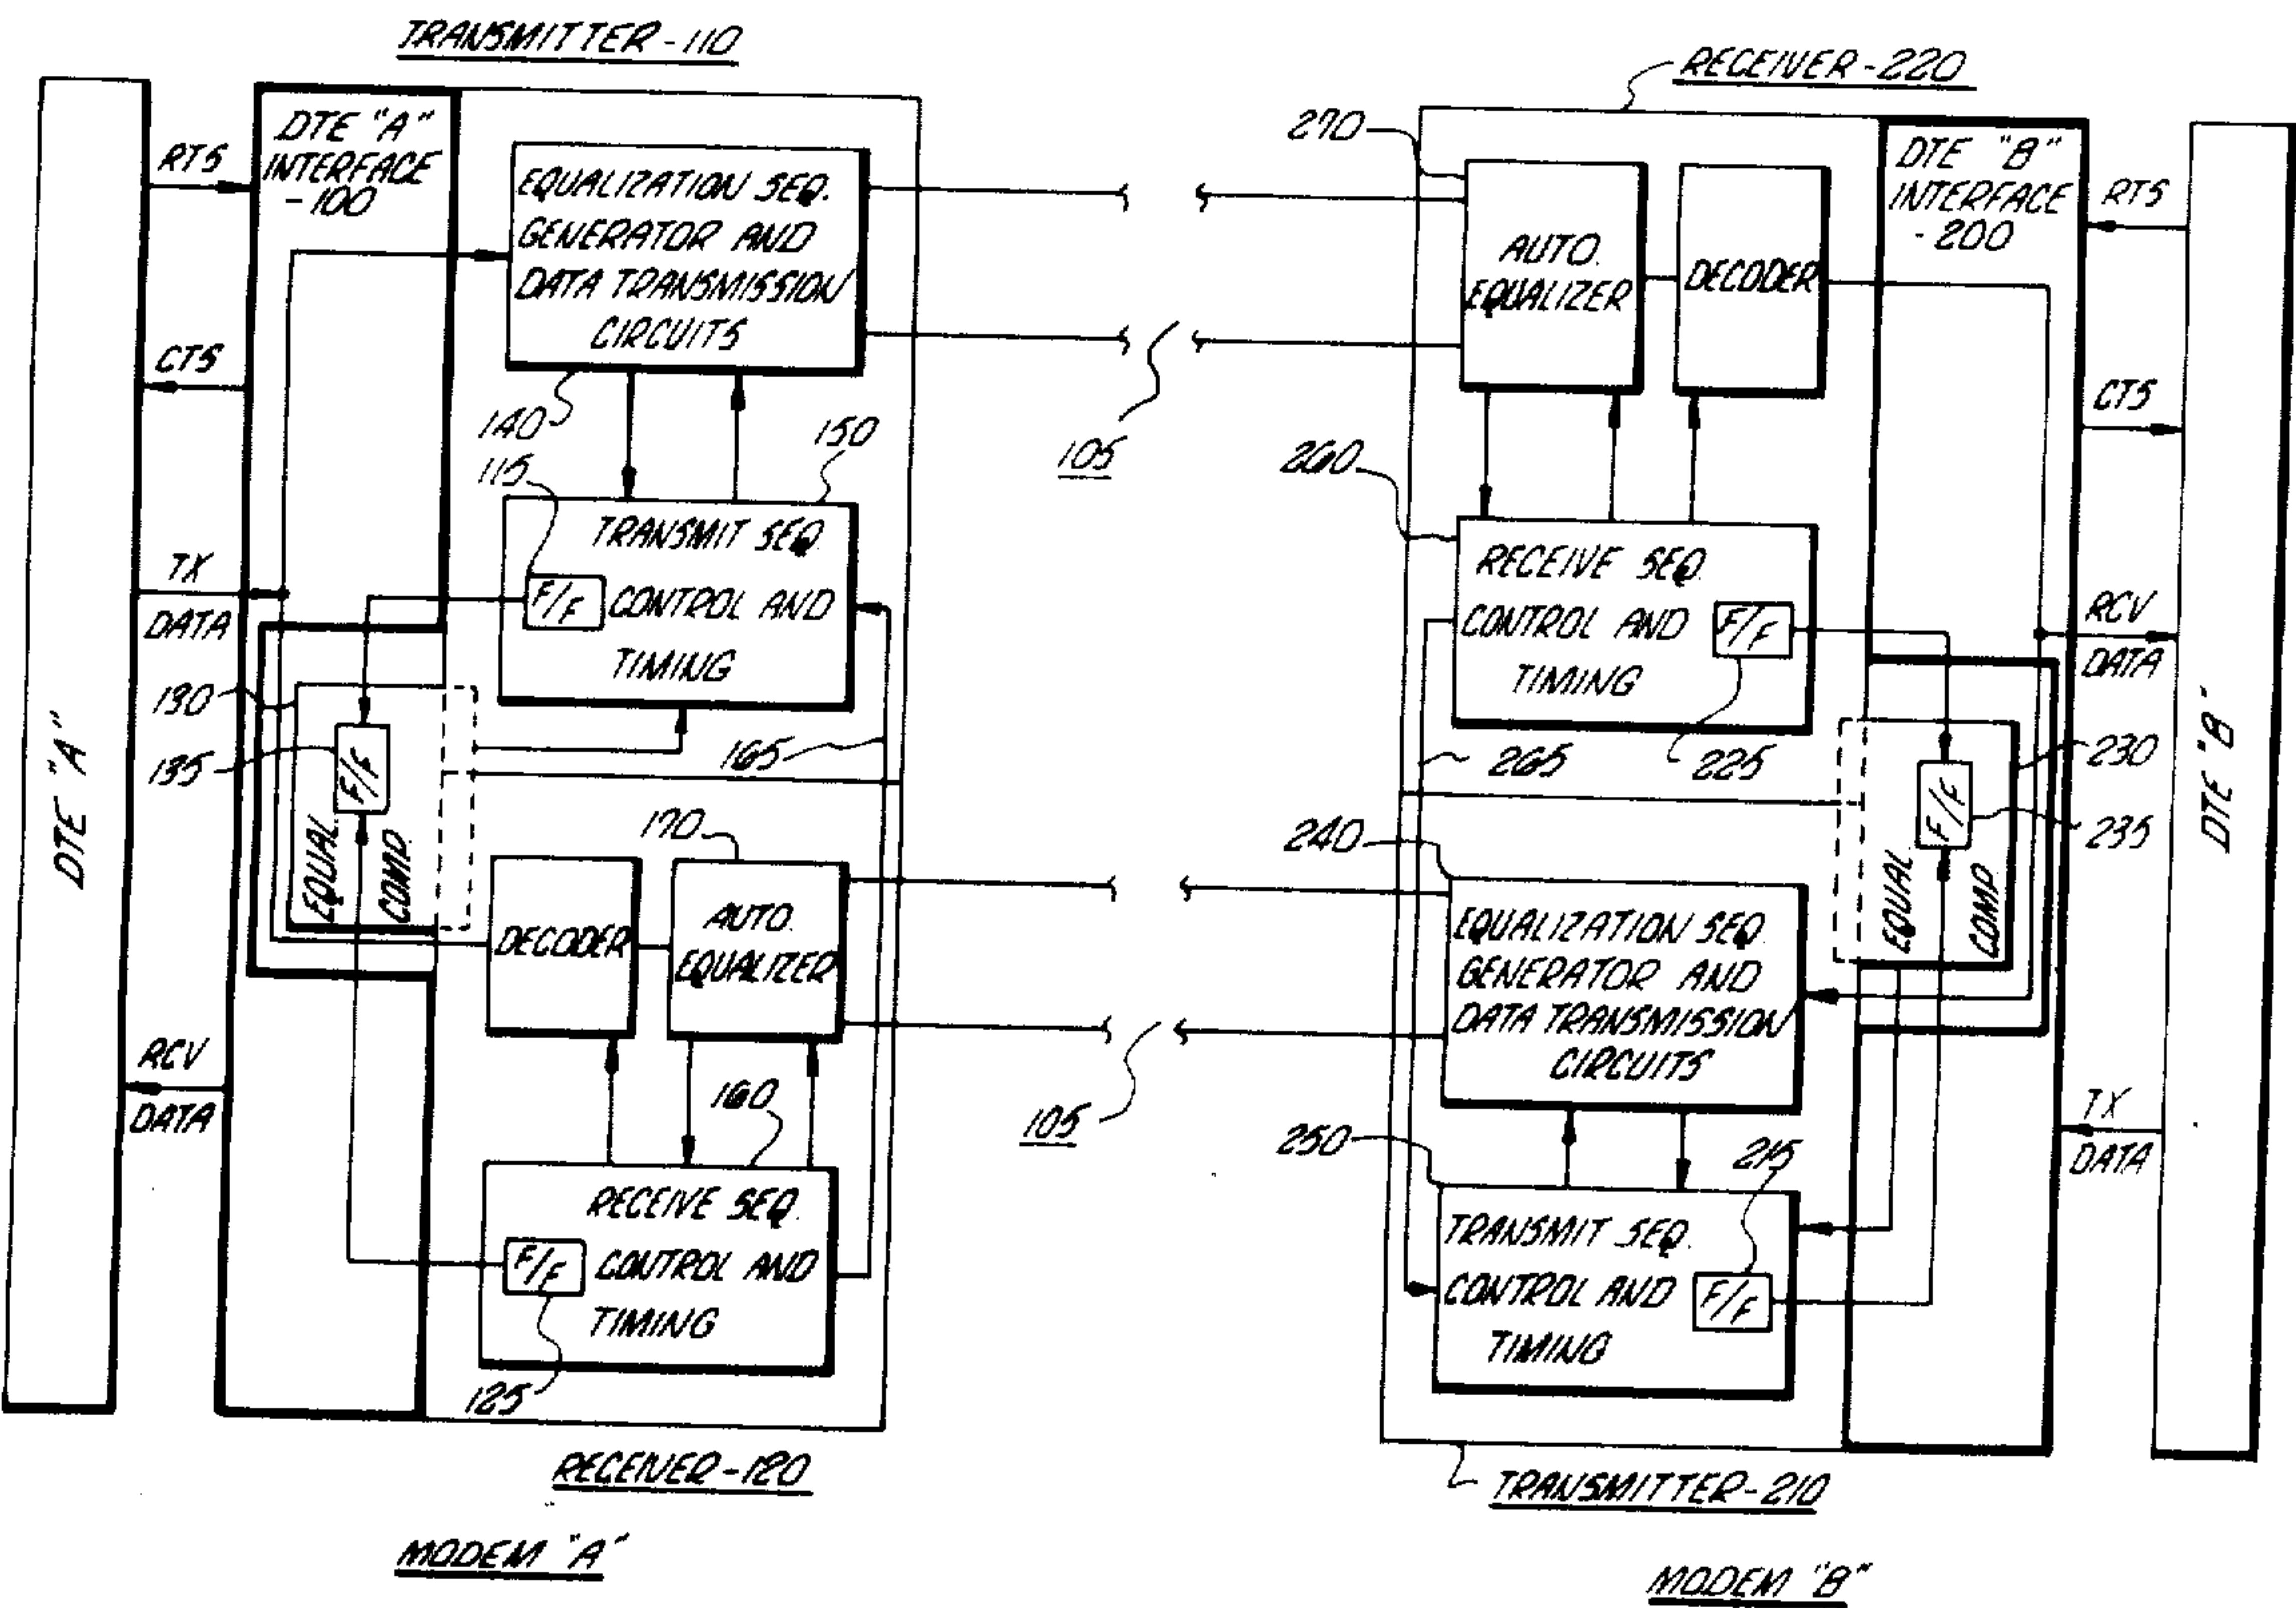 TRANSMITTER-110
RECEIVER-220
DTE "A"
INTERFACE
-100
RTS
CTS
TX
DATA
RCV
DATA
DTE "A"
EQUALIZATION SEQ.
GENERATOR AND
DATA TRANSMISSION
CIRCUITS
140
115
150
TRANSMIT SEQ.
F/F
CONTROL AND
TIMING
130
135
F/F
EQUAL.
COMP.
165
170
DECODER
AUTO.
EQUALIZER
160
RECEIVE SEQ.
F/F
CONTROL AND
TIMING
125
RECEIVER-120
MODEM "A"
105
105
270
AUTO.
EQUALIZER
DECODER
DTE "B"
INTERFACE
-200
RTS
CTS
RCV
DATA
TX
DATA
DTE "B"
260
RECEIVE SEQ.
CONTROL AND
F/F
TIMING
265
225
230
F/F
235
EQUAL.
COMP.
240
EQUALIZATION SEQ.
GENERATOR AND
DATA TRANSMISSION
CIRCUITS
250
215
TRANSMIT SEQ.
CONTROL AND
F/F
TIMING
TRANSMITTER-210
MODEM "B"